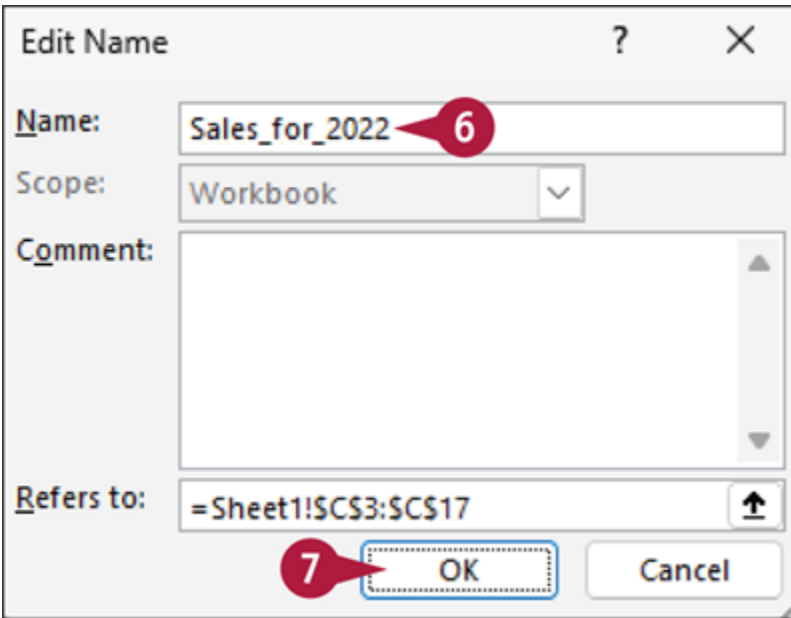 Edit Name ? ×
Name: Sales_for_2022 6
Scope: Workbook
Comment:
Refers to: =Sheet1!$C$3:$C$17
7 OK Cancel